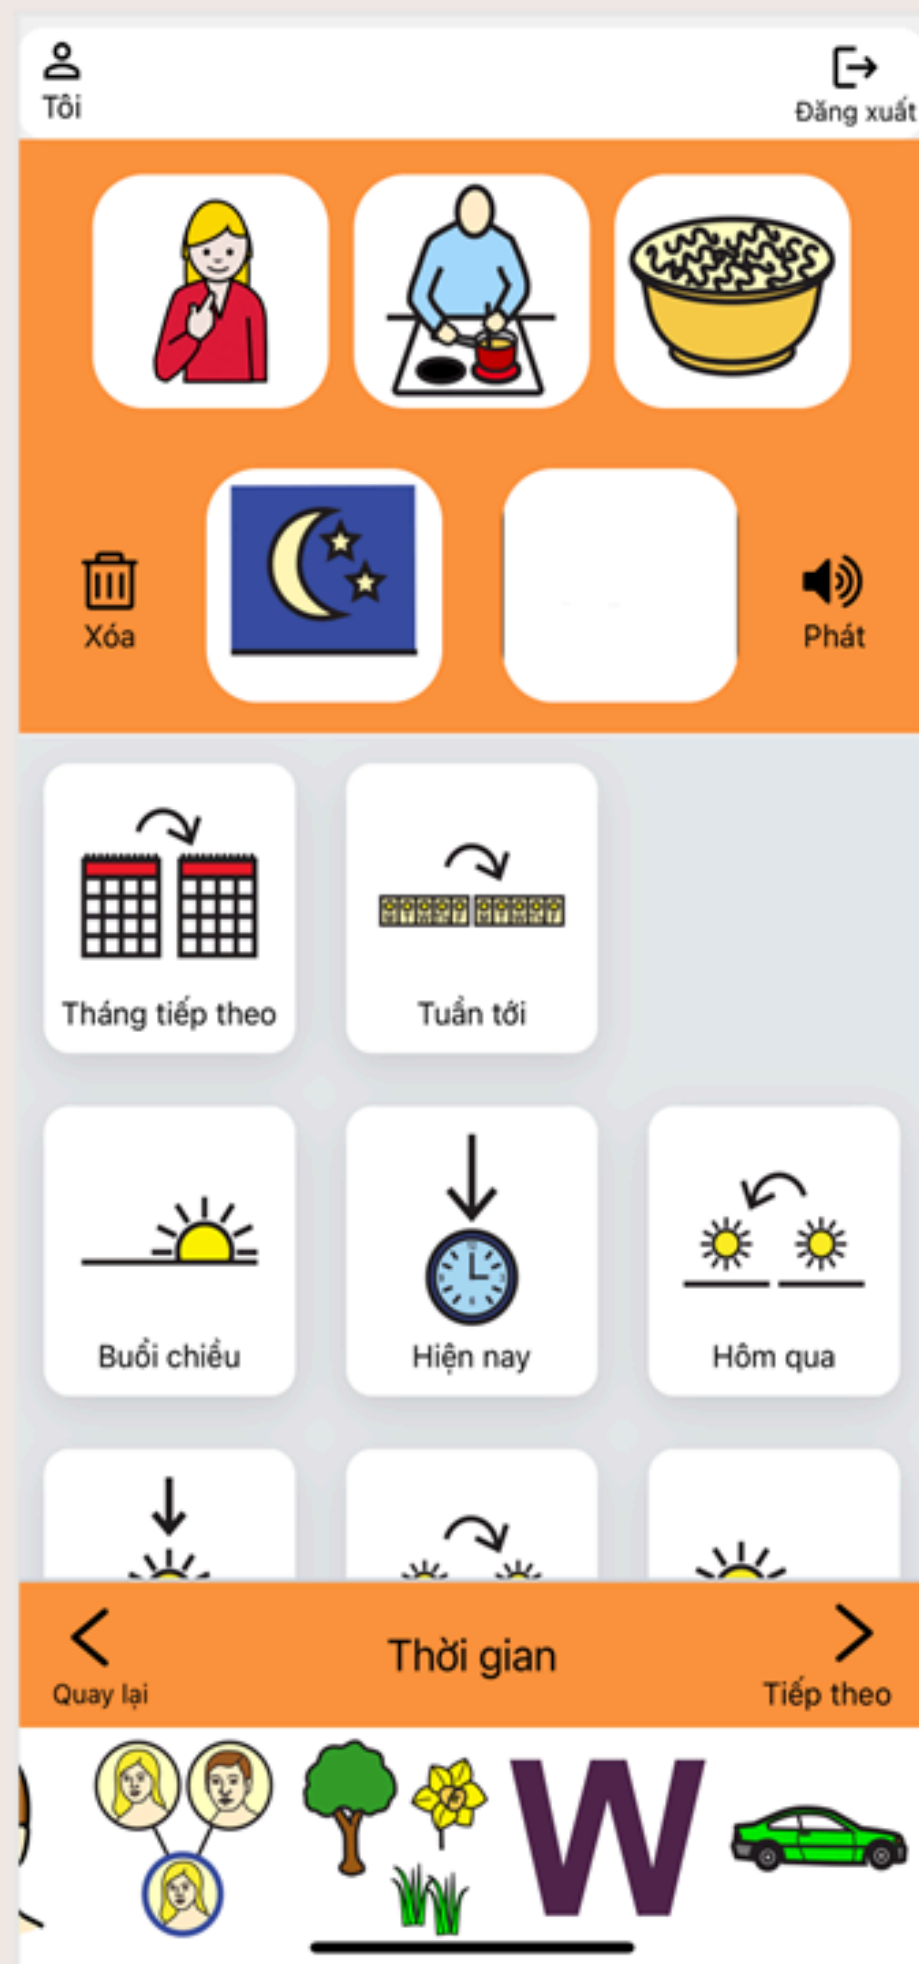 Tôi
Đăng xuất
Xóa
Phát
Tháng tiếp theo
Tuần tới
Buổi chiều
Hiện nay
Hôm qua
Quay lại
Thời gian
Tiếp theo
W